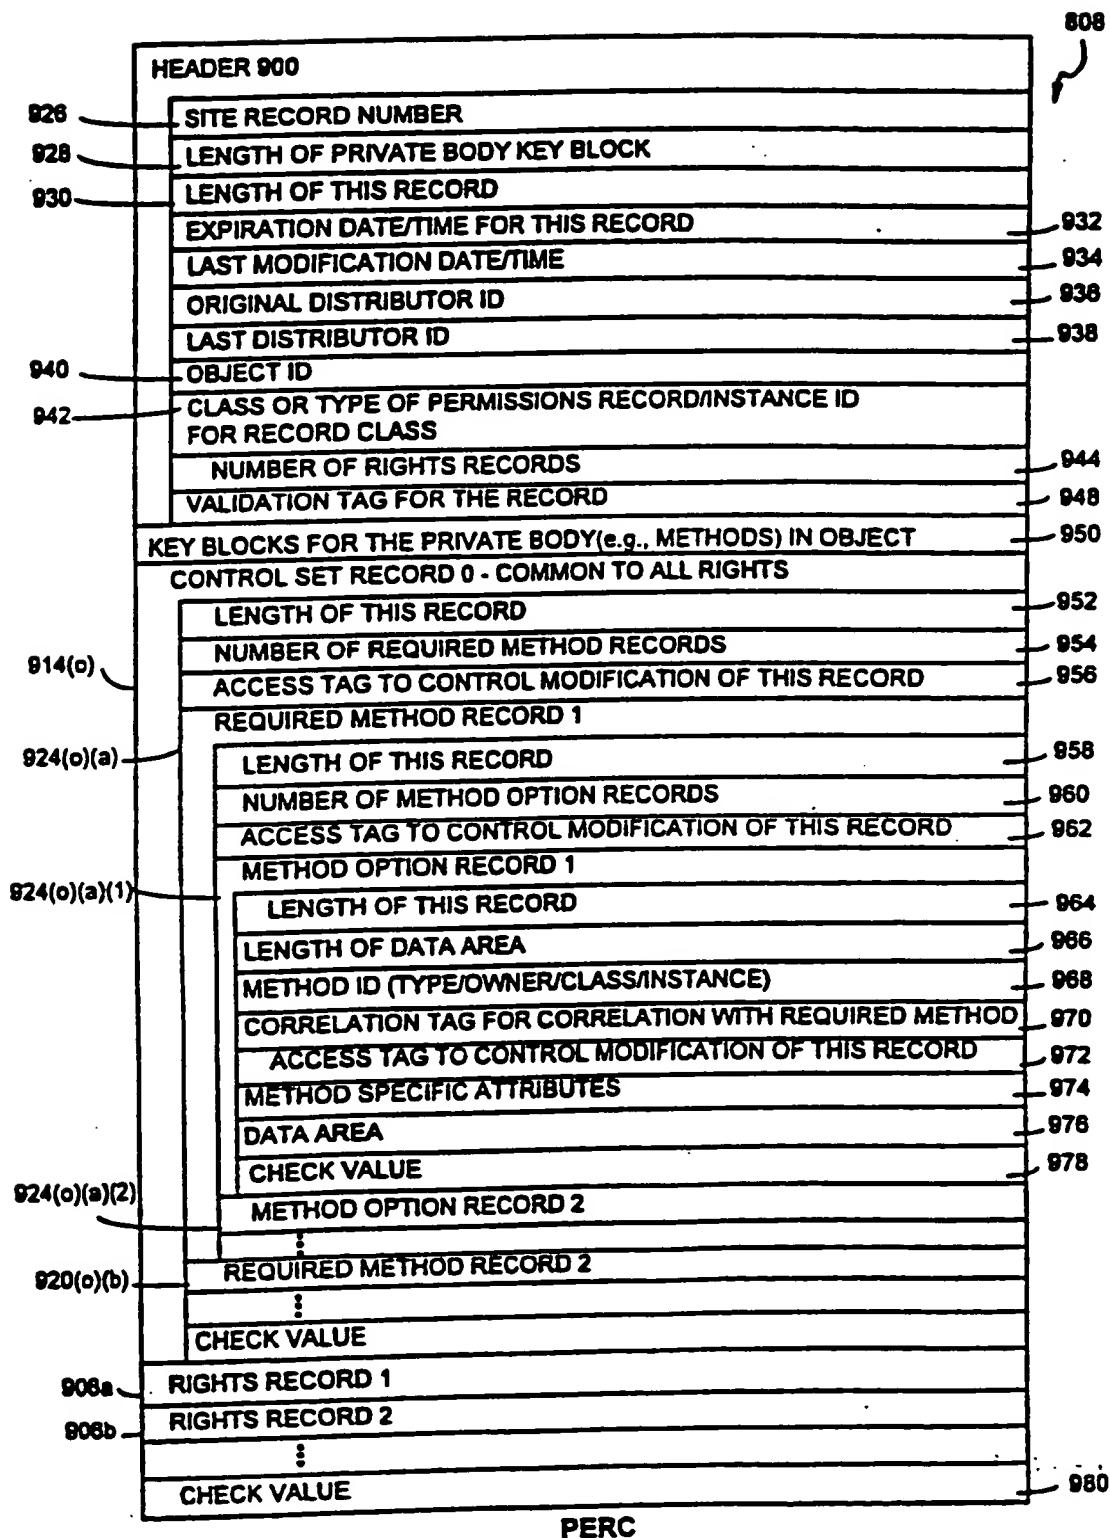 808
HEADER 900
926 SITE RECORD NUMBER
928 LENGTH OF PRIVATE BODY KEY BLOCK
930 LENGTH OF THIS RECORD
EXPIRATION DATE/TIME FOR THIS RECORD 932
LAST MODIFICATION DATE/TIME 934
ORIGINAL DISTRIBUTOR ID 936
LAST DISTRIBUTOR ID 938
940 OBJECT ID
942 CLASS OR TYPE OF PERMISSIONS RECORD/INSTANCE ID
FOR RECORD CLASS
NUMBER OF RIGHTS RECORDS 944
VALIDATION TAG FOR THE RECORD 948
KEY BLOCKS FOR THE PRIVATE BODY(e.g., METHODS) IN OBJECT 950
CONTROL SET RECORD 0 - COMMON TO ALL RIGHTS
LENGTH OF THIS RECORD 952
NUMBER OF REQUIRED METHOD RECORDS 954
914(o) ACCESS TAG TO CONTROL MODIFICATION OF THIS RECORD 956
REQUIRED METHOD RECORD 1
924(o)(a) LENGTH OF THIS RECORD 958
NUMBER OF METHOD OPTION RECORDS 960
ACCESS TAG TO CONTROL MODIFICATION OF THIS RECORD 962
METHOD OPTION RECORD 1
924(o)(a)(1) LENGTH OF THIS RECORD 964
LENGTH OF DATA AREA 966
METHOD ID (TYPE/OWNER/CLASS/INSTANCE) 968
CORRELATION TAG FOR CORRELATION WITH REQUIRED METHOD 970
ACCESS TAG TO CONTROL MODIFICATION OF THIS RECORD 972
METHOD SPECIFIC ATTRIBUTES 974
DATA AREA 976
CHECK VALUE 978
924(o)(a)(2) METHOD OPTION RECORD 2
920(o)(b) REQUIRED METHOD RECORD 2
CHECK VALUE
906a RIGHTS RECORD 1
906b RIGHTS RECORD 2
CHECK VALUE 980
PERC